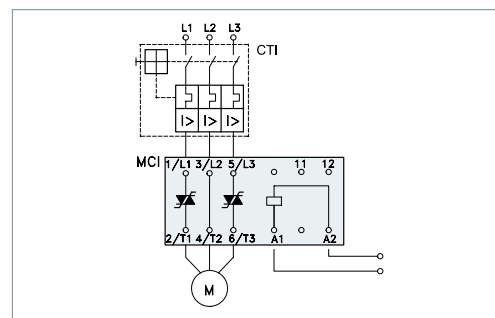 L1 L2 L3
CTI
I> I> I>
MCI
1/L1 3/L2 5/L3 11 12
2/T1 4/T2 6/T3 A1 A2
M